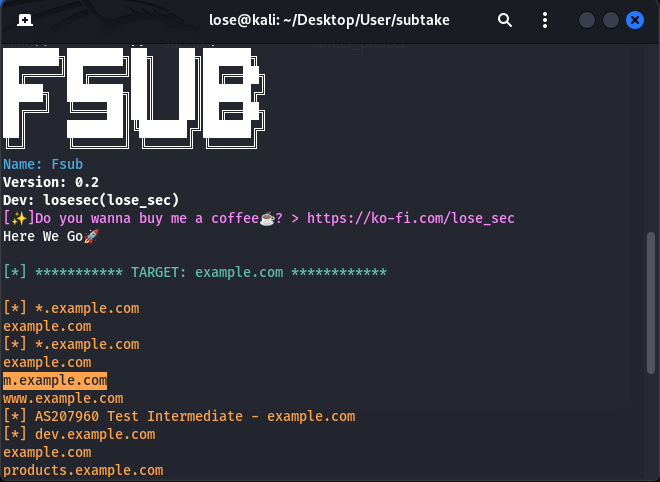 lose@kali: ~/Desktop/User/subtake
FSUB
Name: Fsub
Version: 0.2
Dev: losesec(lose_sec)
[✨]Do you wanna buy me a coffee☕? > https://ko-fi.com/lose_sec
Here We Go🚀
[*] *********** TARGET: example.com ************
[*] *.example.com
example.com
[*] *.example.com
example.com
m.example.com
www.example.com
[*] AS207960 Test Intermediate - example.com
[*] dev.example.com
example.com
products.example.com